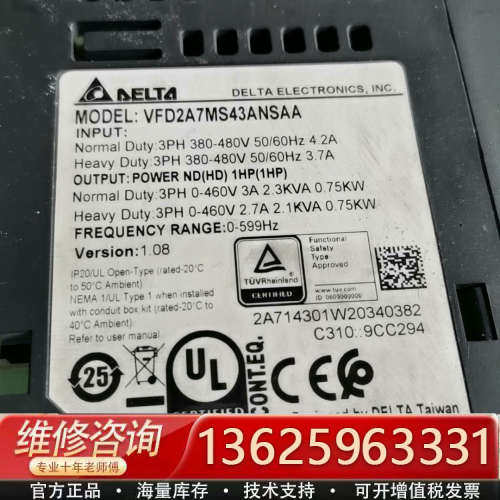 DELTA
DELTA ELECTRONICS, INC.
MODEL: VFD2A7MS43ANSAA
INPUT:
Normal Duty:3PH 380-480V 50/60Hz 4.2A
Heavy Duty:3PH 380-480V 50/60Hz 3.7A
OUTPUT: POWER ND(HD) 1HP(1HP)
Normal Duty:3PH 0-460V 3A 2.3KVA 0.75KW
Heavy Duty:3PH 0-460V 2.7A 2.1KVA 0.75KW
FREQUENCY RANGE:0-599Hz
Version:1.08
IP20/UL Open-Type (rated-20°C
to 50°C Ambient)
NEMA 1/UL Type 1 when installed
with conduit box kit (rated-20°C to
40°C Ambient)
Refer to user manual
TÜVRheinland
CERTIFIED
Functional
Safety
Type
Approved
www.tuv.com
ID 0600000000
2A714301W20340382
C310::9CC294
25
UL
CONT.EQ.
by DELTA Taiwan
维修咨询
专业十年老师傅
13625963331
官方正品 · 海量库存 · 技术支持 · 可开增值税发票